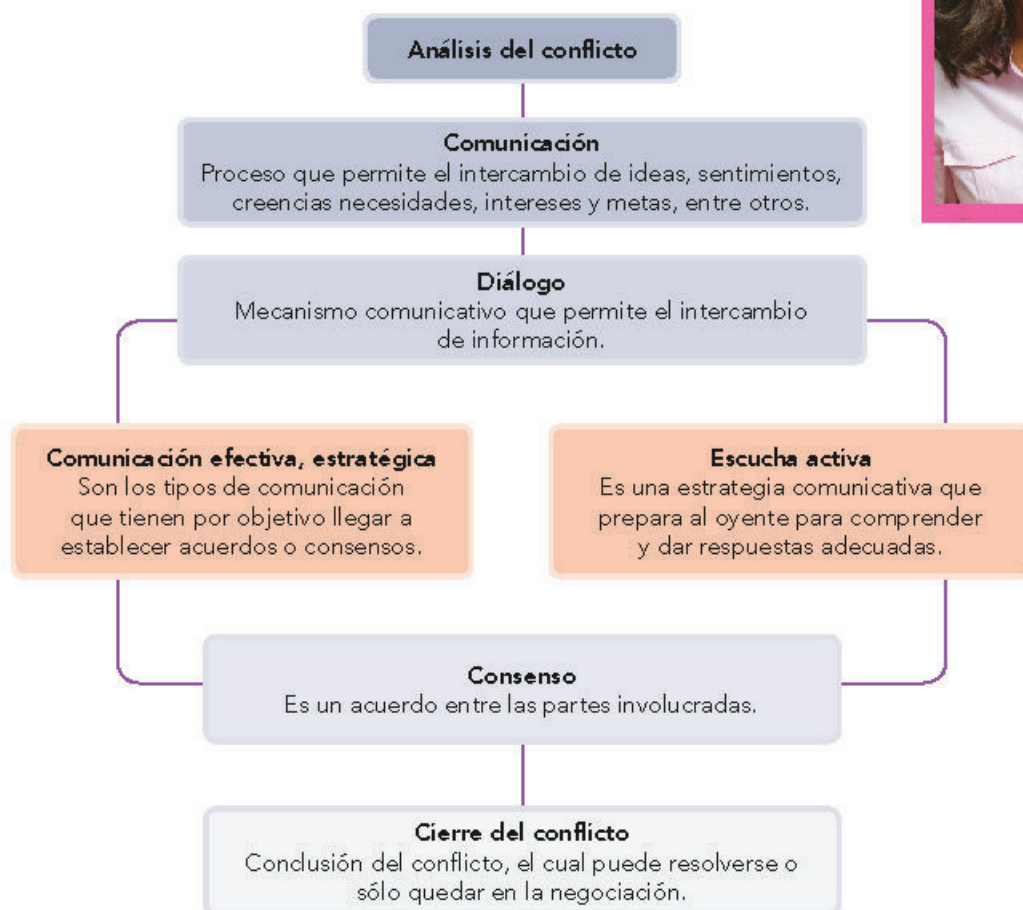 Análisis del conflicto
Comunicación
Proceso que permite el intercambio de ideas, sentimientos,
creencias necesidades, intereses y metas, entre otros.
Diálogo
Mecanismo comunicativo que permite el intercambio
de información.
Comunicación efectiva, estratégica
Son los tipos de comunicación
que tienen por objetivo llegar a
establecer acuerdos o consensos.
Escucha activa
Es una estrategia comunicativa que
prepara al oyente para comprender
y dar respuestas adecuadas.
Consenso
Es un acuerdo entre las partes involucradas.
Cierre del conflicto
Conclusión del conflicto, el cual puede resolverse o
sólo quedar en la negociación.